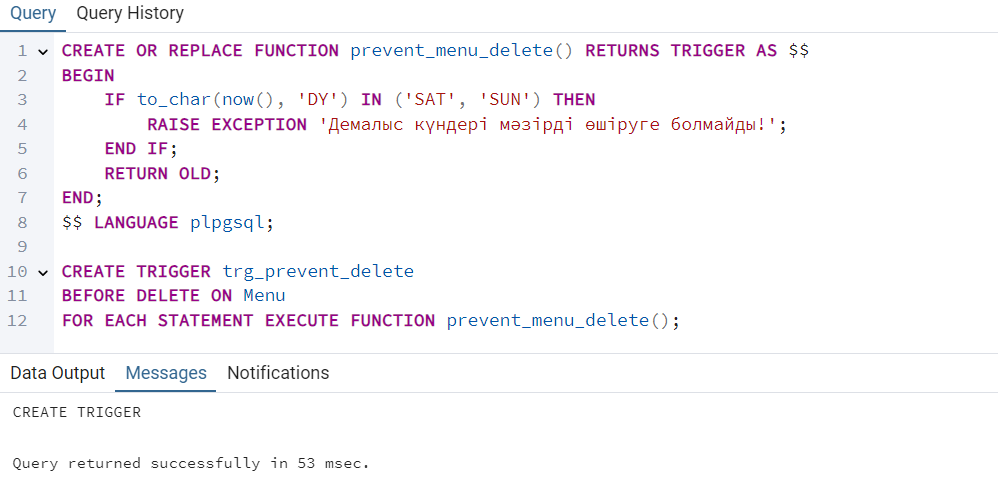 Query Query History
1 CREATE OR REPLACE FUNCTION prevent_menu_delete() RETURNS TRIGGER AS $$
2 BEGIN
3     IF to_char(now(), 'DY') IN ('SAT', 'SUN') THEN
4         RAISE EXCEPTION 'Демалыс күндері мәзірді өшіруге болмайды!';
5     END IF;
6     RETURN OLD;
7 END;
8 $$ LANGUAGE plpgsql;
9
10 CREATE TRIGGER trg_prevent_delete
11 BEFORE DELETE ON Menu
12 FOR EACH STATEMENT EXECUTE FUNCTION prevent_menu_delete();
Data Output Messages Notifications
CREATE TRIGGER
Query returned successfully in 53 msec.